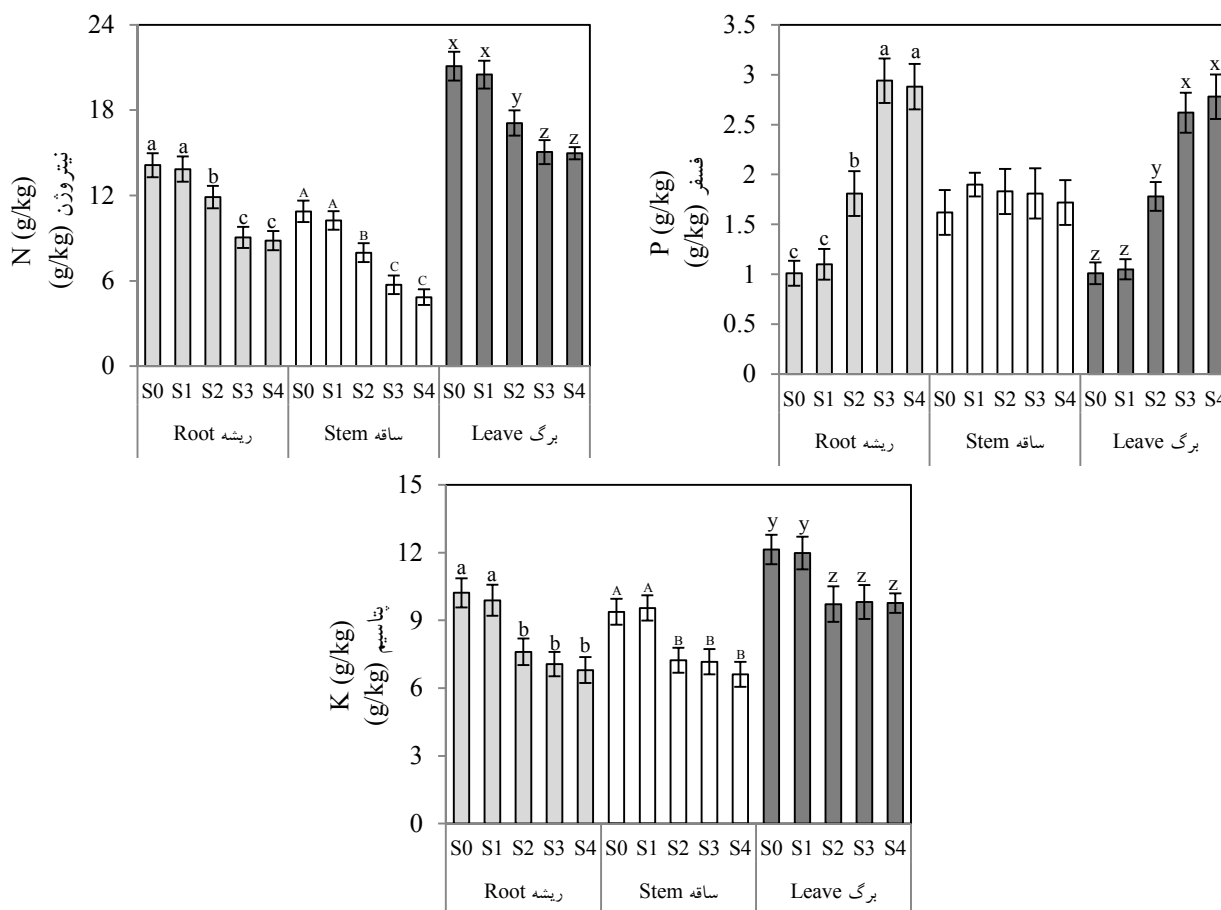 N (g/kg)
نیتروژن (g/kg)
24
18
12
6
0
a
a
b
c
c
A
A
B
C
C
x
x
y
z
z
S0 S1 S2 S3 S4 S0 S1 S2 S3 S4 S0 S1 S2 S3 S4
Root ریشه
Stem ساقه
Leave برگ
P (g/kg)
فسفر (g/kg)
3.5
3
2.5
2
1.5
1
0.5
0
c
c
b
a
a
z
z
y
x
x
S0 S1 S2 S3 S4 S0 S1 S2 S3 S4 S0 S1 S2 S3 S4
Root ریشه
Stem ساقه
Leave برگ
K (g/kg)
پتاسیم (g/kg)
15
12
9
6
3
0
a
a
b
b
b
A
A
B
B
B
y
y
z
z
z
S0 S1 S2 S3 S4 S0 S1 S2 S3 S4 S0 S1 S2 S3 S4
Root ریشه
Stem ساقه
Leave برگ